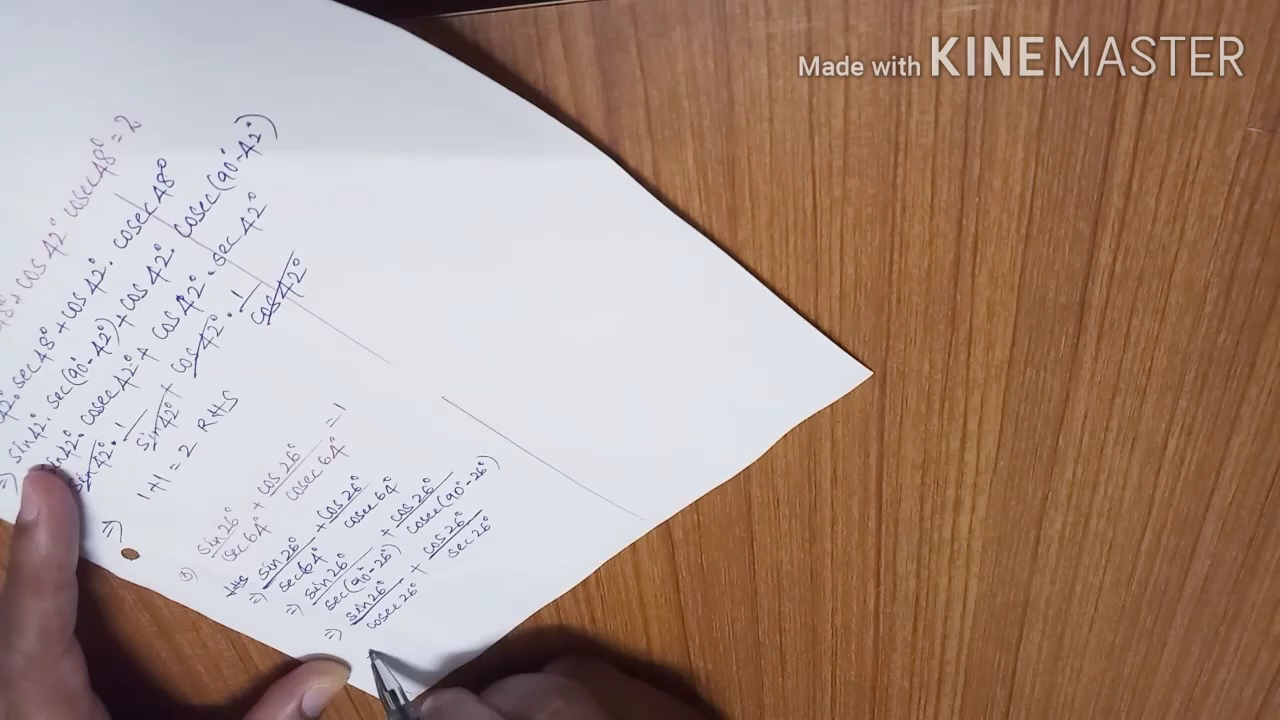 Made with KINEMASTER
cos 42° cosec 48° = 2
sec 48° + cos 42° . cosec 48°
=) sin 42° . sec (90° - 42°) + cos 42° . cosec (90° - 42°)
sin 42° . cosec 42° + cos 42° . sec 42°
=) sin 42° . 1/sin 42° + cos 42° . 1/cos 42°
1+1 = 2 RHS
5) sin 26°/sec 64° + cos 26°/cosec 64° = 1
LHS
=) sin 26°/sec 64° + cos 26°/cosec 64°
=) sin 26°/sec (90° - 26°) + cos 26°/cosec (90° - 26°)
=) sin 26°/cosec 26° + cos 26°/sec 26°